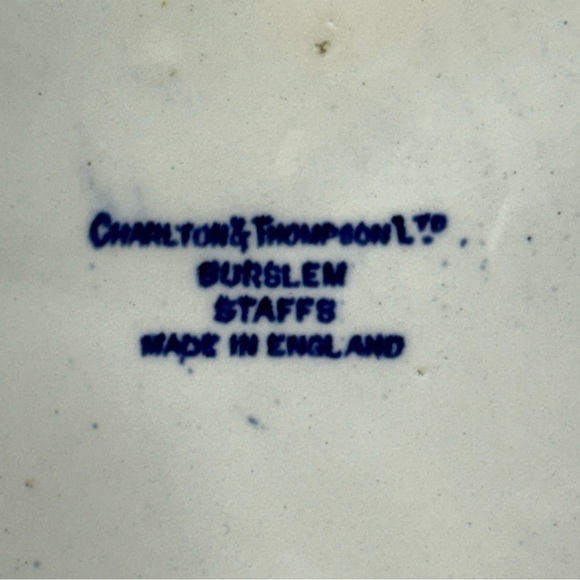 CHARLTON & THOMPSON LTD.
BURSLEM
STAFFS
MADE IN ENGLAND